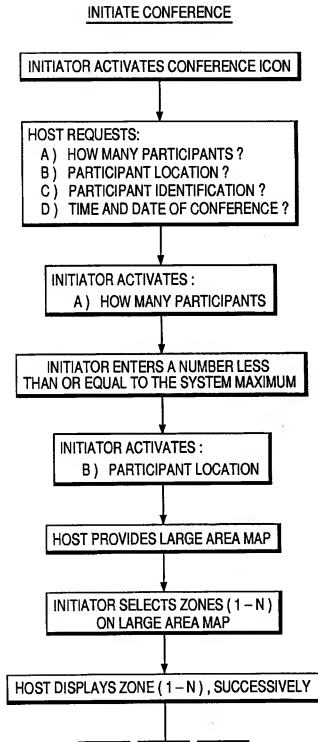 INITIATE CONFERENCE
INITIATOR ACTIVATES CONFERENCE ICON
HOST REQUESTS:
A) HOW MANY PARTICIPANTS ?
B) PARTICIPANT LOCATION ?
C) PARTICIPANT IDENTIFICATION ?
D) TIME AND DATE OF CONFERENCE ?
INITIATOR ACTIVATES :
A) HOW MANY PARTICIPANTS
INITIATOR ENTERS A NUMBER LESS
THAN OR EQUAL TO THE SYSTEM MAXIMUM
INITIATOR ACTIVATES :
B) PARTICIPANT LOCATION
HOST PROVIDES LARGE AREA MAP
INITIATOR SELECTS ZONES (1-N)
ON LARGE AREA MAP
HOST DISPLAYS ZONE (1-N), SUCCESSIVELY